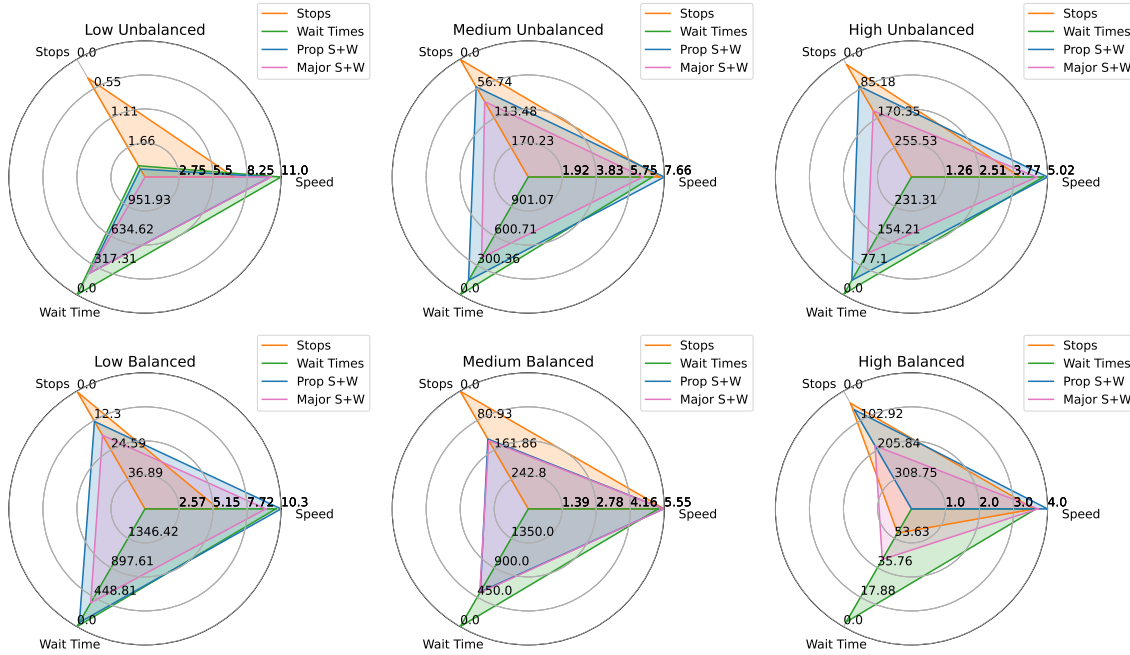 Low Unbalanced
Stops
Wait Times
Prop S+W
Major S+W
Stops
0.0
0.55
1.11
1.66
2.75
5.5
8.25
11.0
Speed
951.93
634.62
317.31
0.0
Wait Time
Medium Unbalanced
Stops
Wait Times
Prop S+W
Major S+W
Stops
0.0
56.74
113.48
170.23
1.92
3.83
5.75
7.66
Speed
901.07
600.71
300.36
0.0
Wait Time
High Unbalanced
Stops
Wait Times
Prop S+W
Major S+W
Stops
0.0
85.18
170.35
255.53
1.26
2.51
3.77
5.02
Speed
231.31
154.21
77.1
0.0
Wait Time
Low Balanced
Stops
Wait Times
Prop S+W
Major S+W
Stops
0.0
12.3
24.59
36.89
2.57
5.15
7.72
10.3
Speed
1346.42
897.61
448.81
0.0
Wait Time
Medium Balanced
Stops
Wait Times
Prop S+W
Major S+W
Stops
0.0
80.93
161.86
242.8
1.39
2.78
4.16
5.55
Speed
1350.0
900.0
450.0
0.0
Wait Time
High Balanced
Stops
Wait Times
Prop S+W
Major S+W
Stops
0.0
102.92
205.84
308.75
1.0
2.0
3.0
4.0
Speed
53.63
35.76
17.88
0.0
Wait Time